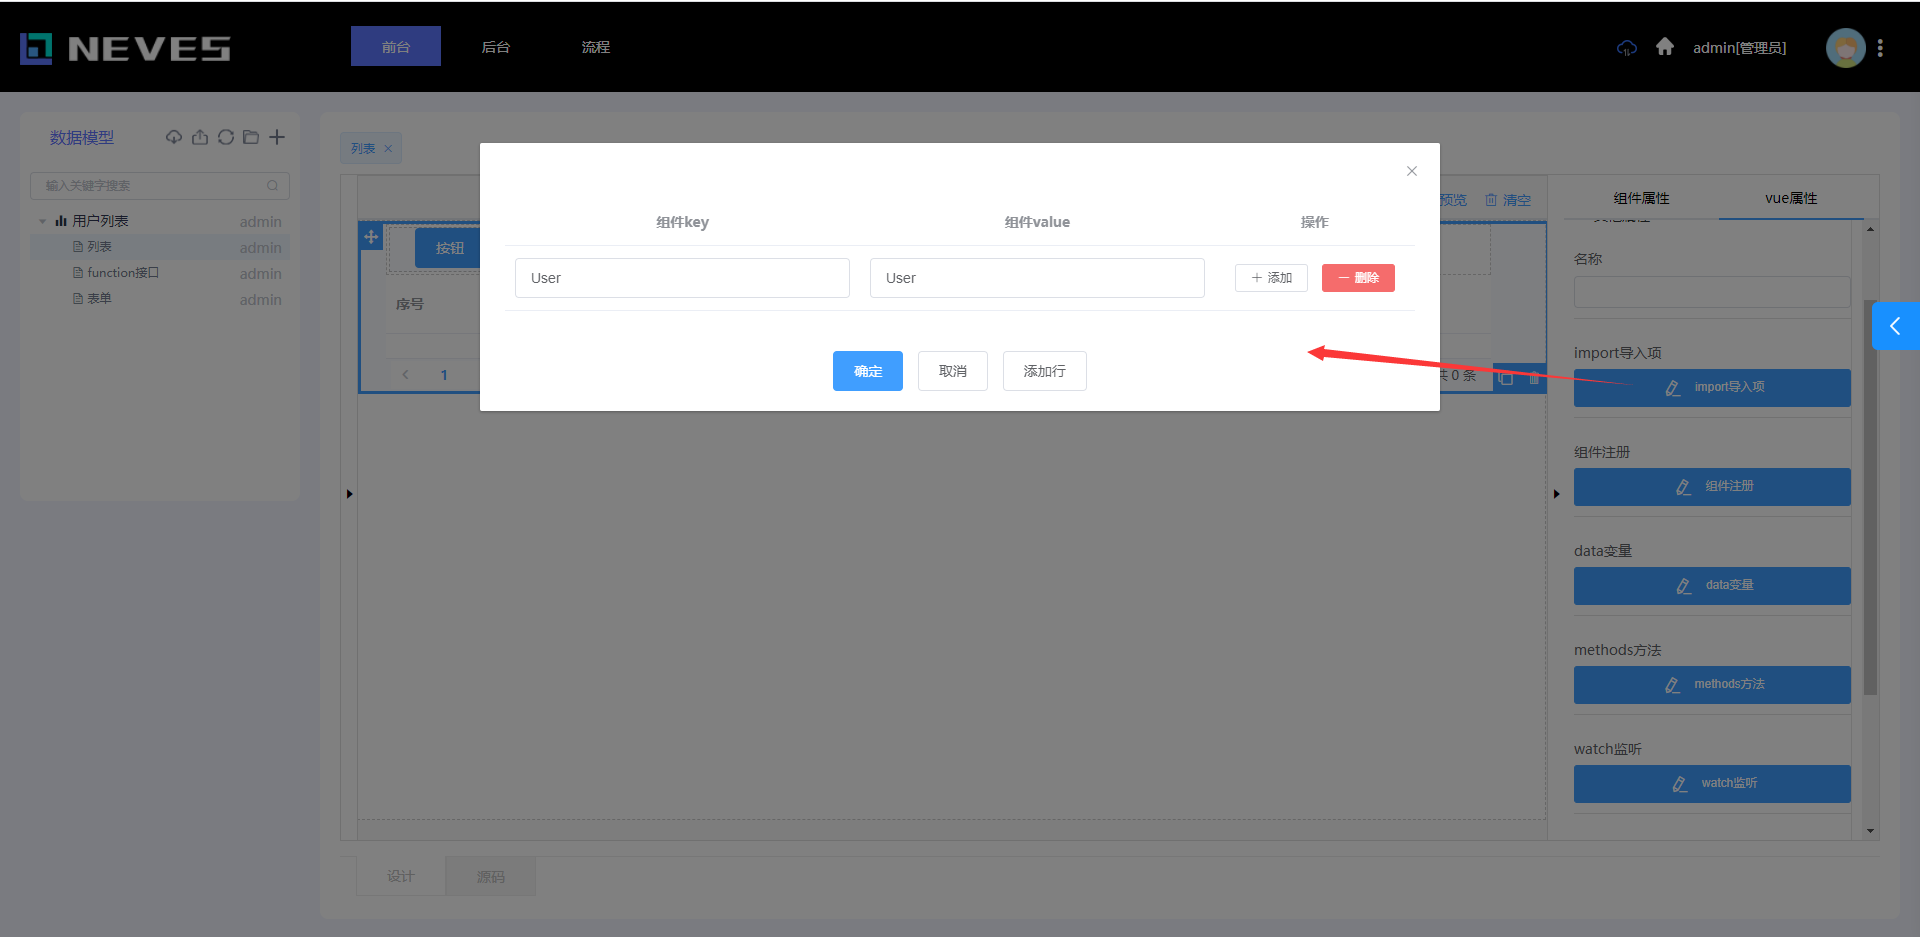 NEVES
前台
后台
流程
admin[管理员]
数据模型
输入关键字搜索
用户列表 admin
列表 admin
function接口 admin
表单 admin
列表
预览
清空
按钮
序号
1
共 0 条
组件key
组件value
操作
User
User
添加
删除
确定
取消
添加行
组件属性
vue属性
名称
import导入项
import导入项
组件注册
组件注册
data变量
data变量
methods方法
methods方法
watch监听
watch监听
设计
源码